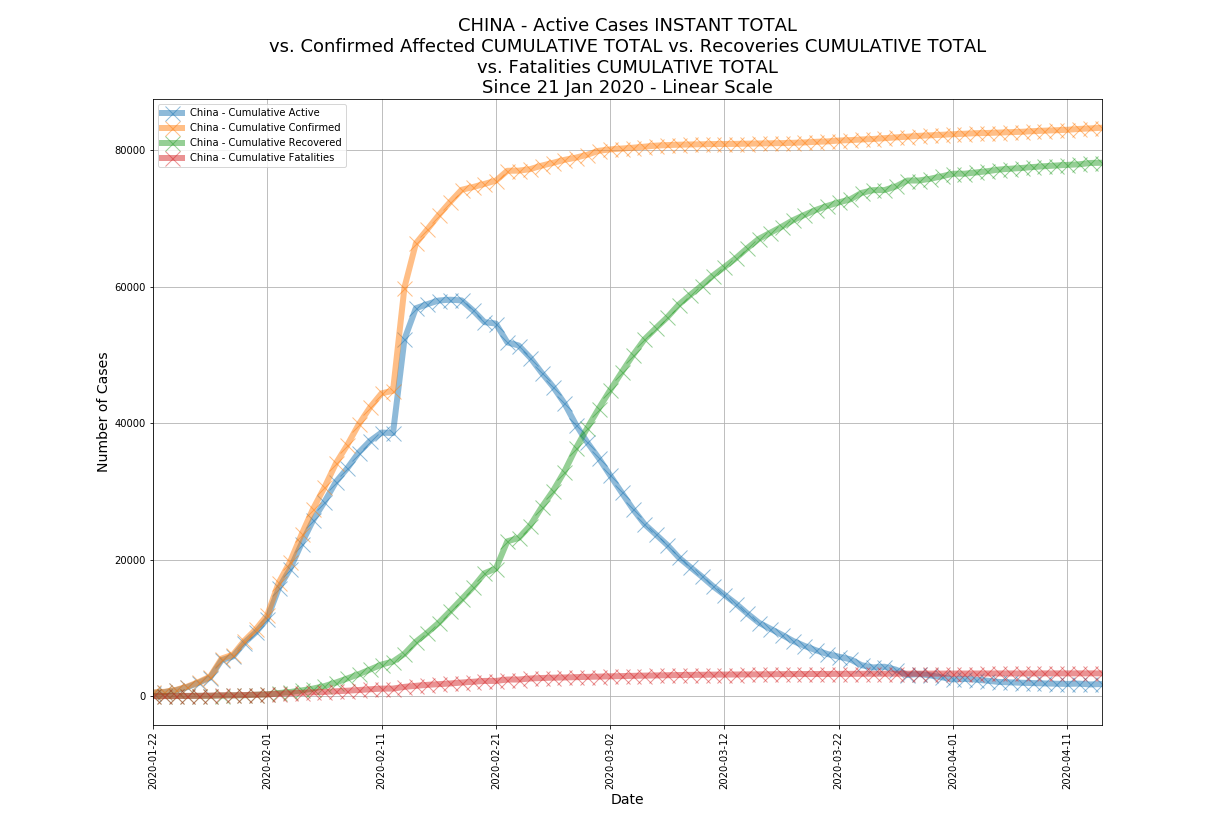 CHINA - Active Cases INSTANT TOTAL
vs. Confirmed Affected CUMULATIVE TOTAL vs. Recoveries CUMULATIVE TOTAL
vs. Fatalities CUMULATIVE TOTAL
Since 21 Jan 2020 - Linear Scale
China - Cumulative Active
China - Cumulative Confirmed
China - Cumulative Recovered
China - Cumulative Fatalities
80000
60000
40000
20000
0
Number of Cases
2020-01-22
2020-02-01
2020-02-11
2020-02-21
2020-03-02
2020-03-12
2020-03-22
2020-04-01
2020-04-11
Date